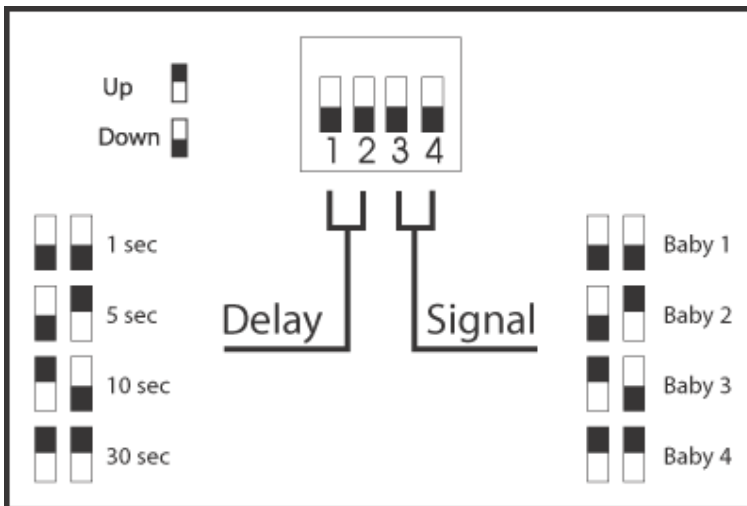 Up
Down
1 2 3 4
1 sec
5 sec
10 sec
30 sec
Delay
Signal
Baby 1
Baby 2
Baby 3
Baby 4